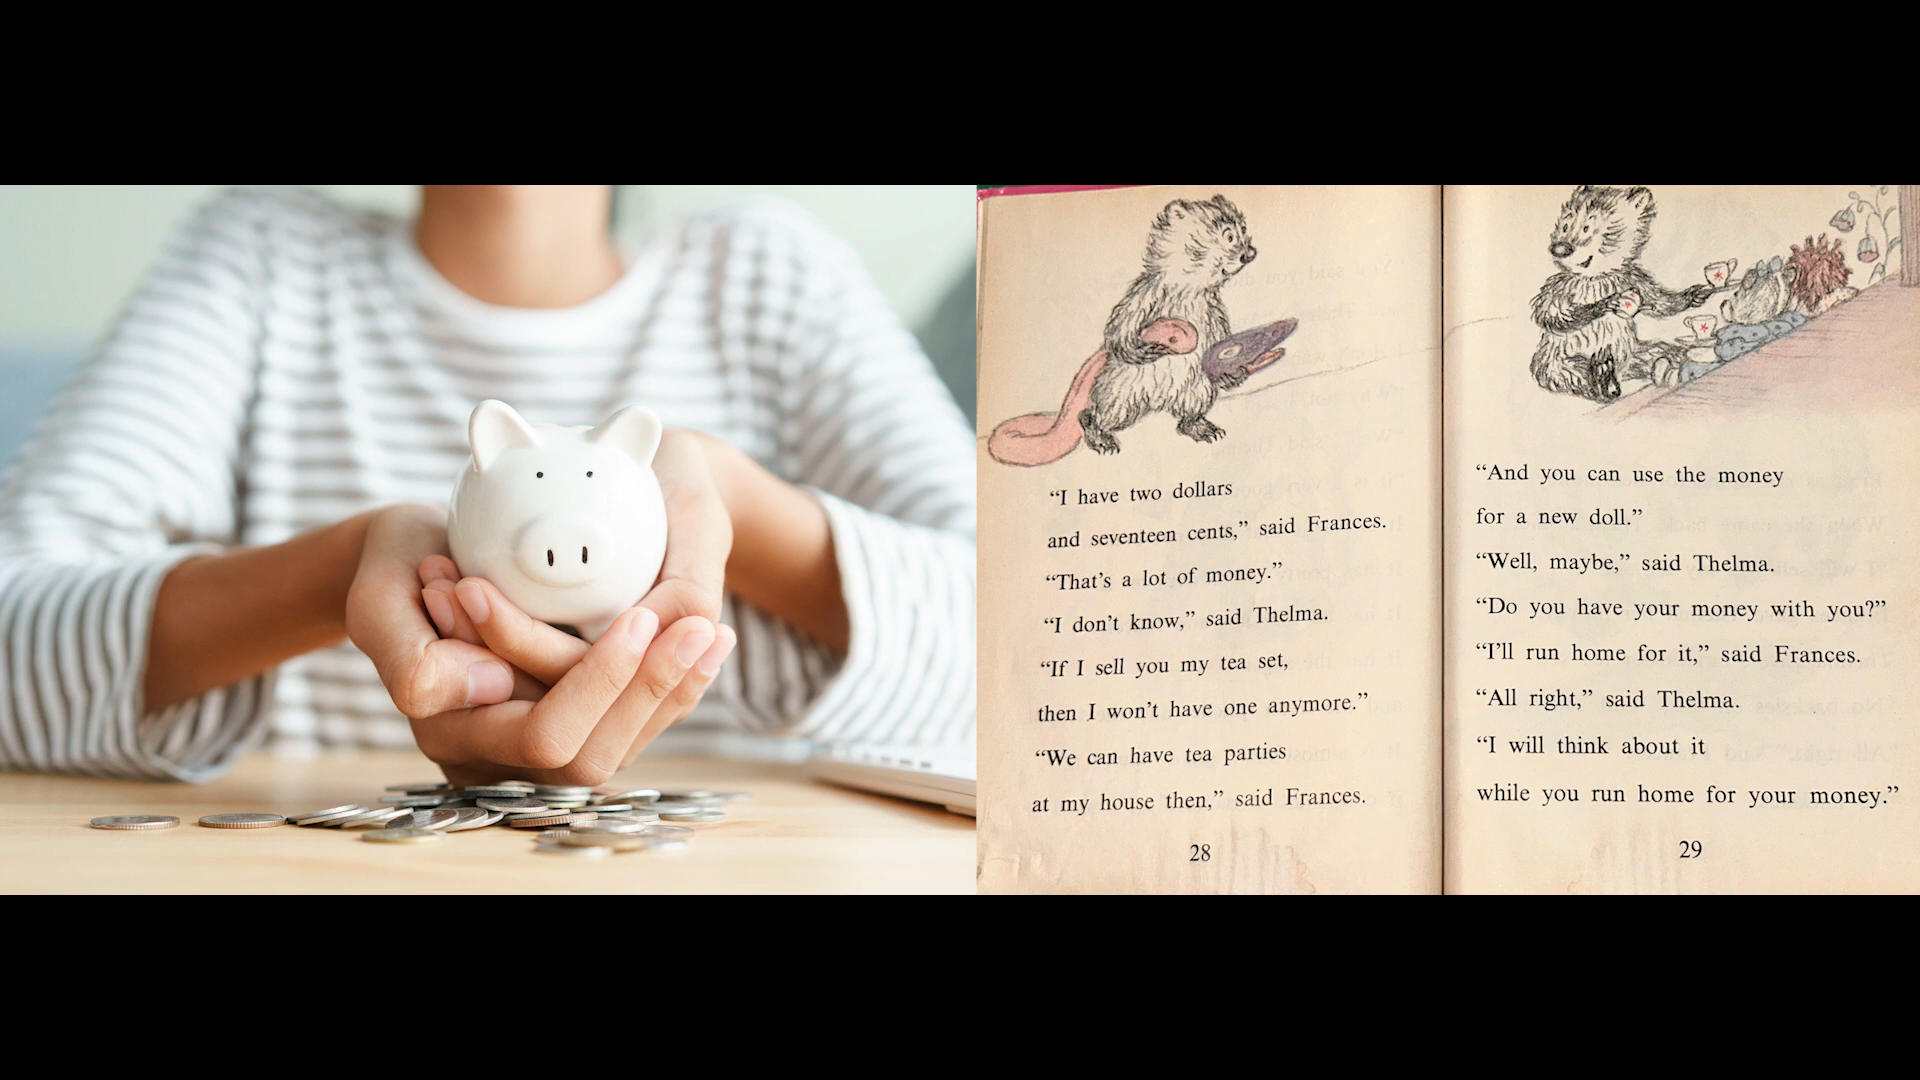 “I have two dollars
and seventeen cents,” said Frances.
“That’s a lot of money.”
“I don’t know,” said Thelma.
“If I sell you my tea set,
then I won’t have one anymore.”
“We can have tea parties
at my house then,” said Frances.
28
“And you can use the money
for a new doll.”
“Well, maybe,” said Thelma.
“Do you have your money with you?”
“I’ll run home for it,” said Frances.
“All right,” said Thelma.
“I will think about it
while you run home for your money.”
29